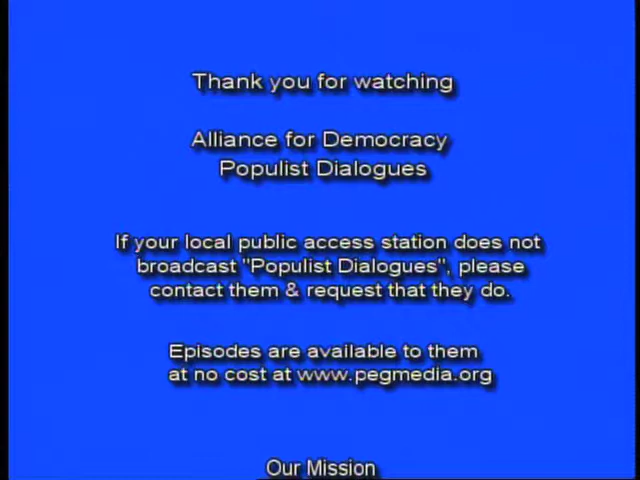 Thank you for watching
Alliance for Democracy
Populist Dialogues
If your local public access station does not
broadcast "Populist Dialogues", please
contact them & request that they do.
Episodes are available to them
at no cost at www.pegmedia.org
Our Mission